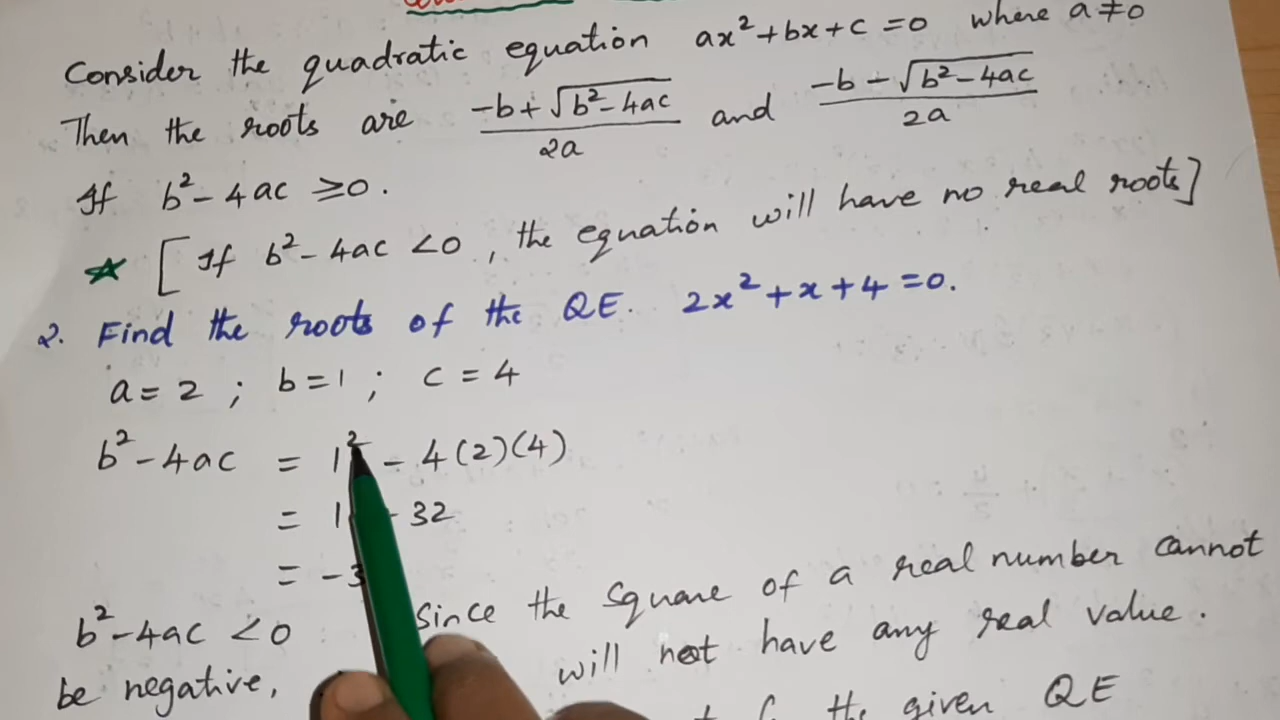 Consider the quadratic equation ax²+bx+c =0 where a≠0
Then the roots are -b+√b²-4ac/2a and -b-√b²-4ac/2a
If b²-4ac ≥0.
☆ [If b²-4ac <0, the equation will have no real roots]
2. Find the roots of the QE. 2x²+x+4=0.
a=2; b=1; c=4
b²-4ac = 1²-4(2)(4)
= 1-32
= -3
b²-4ac <0 Since the square of a real number cannot
be negative, will not have any real value.
the given QE